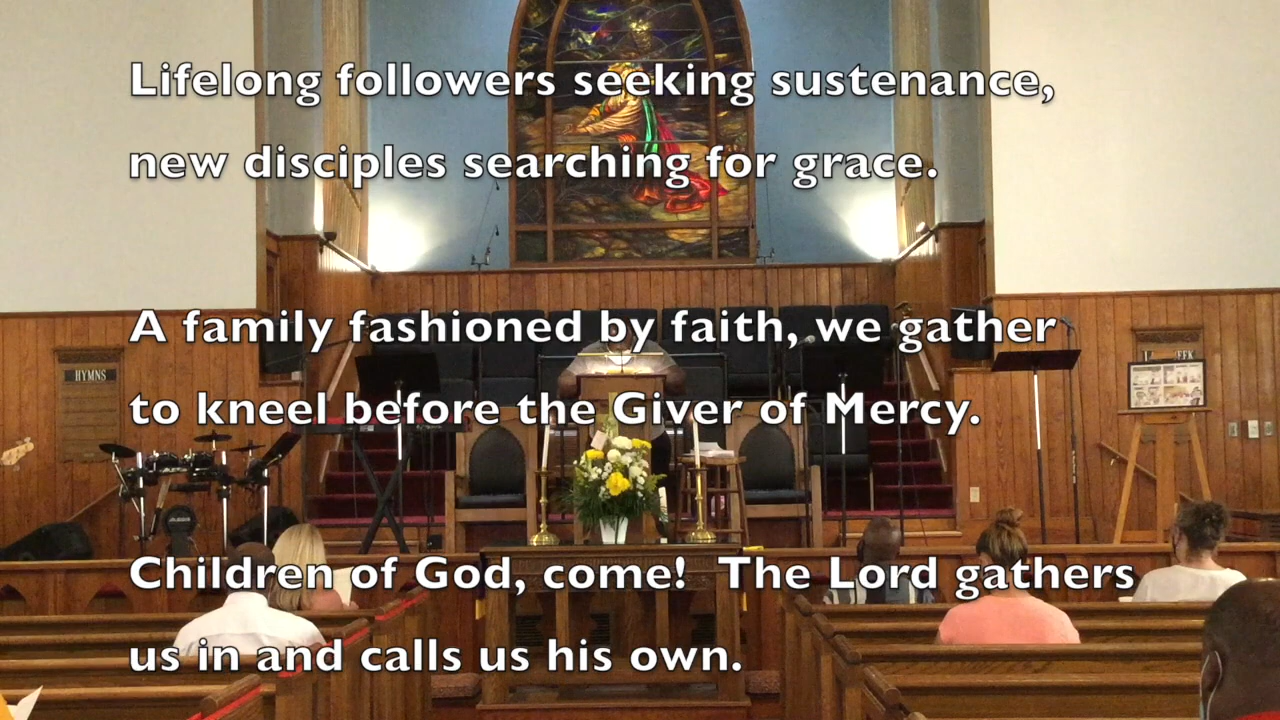 Lifelong followers seeking sustenance,
new disciples searching for grace.
A family fashioned by faith, we gather
to kneel before the Giver of Mercy.
HYMNS
Children of God, come! The Lord gathers
us in and calls us his own.